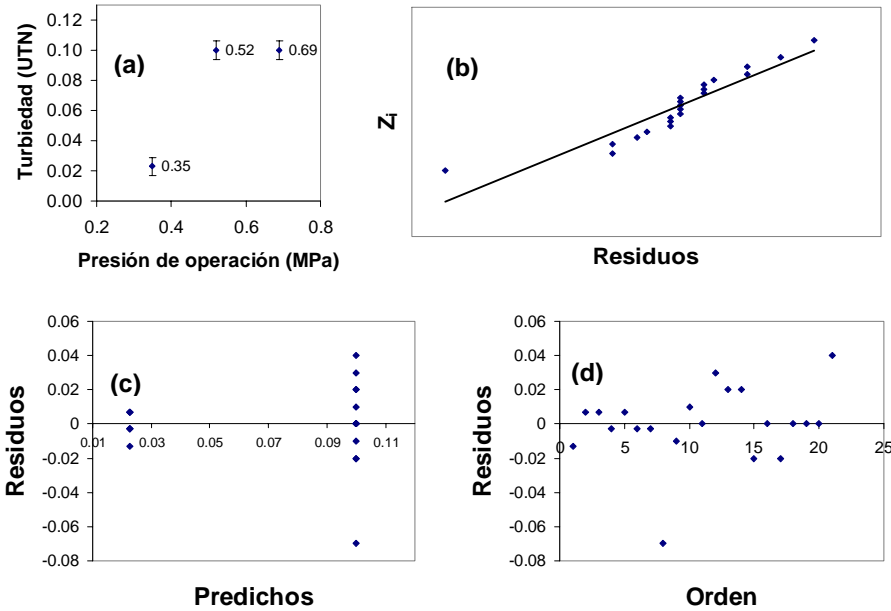 (a)
Turbiedad (UTN)
0.12
0.10
0.08
0.06
0.04
0.02
0.00
0.52
0.69
0.35
0.2 0.4 0.6 0.8
Presión de operación (MPa)
(b)
Zi
Residuos
(c)
Residuos
0.06
0.04
0.02
0
-0.02
-0.04
-0.06
-0.08
0.01 0.03 0.05 0.07 0.09 0.11
Predichos
(d)
Residuos
0.06
0.04
0.02
0
-0.02
-0.04
-0.06
-0.08
0 5 10 15 20 25
Orden